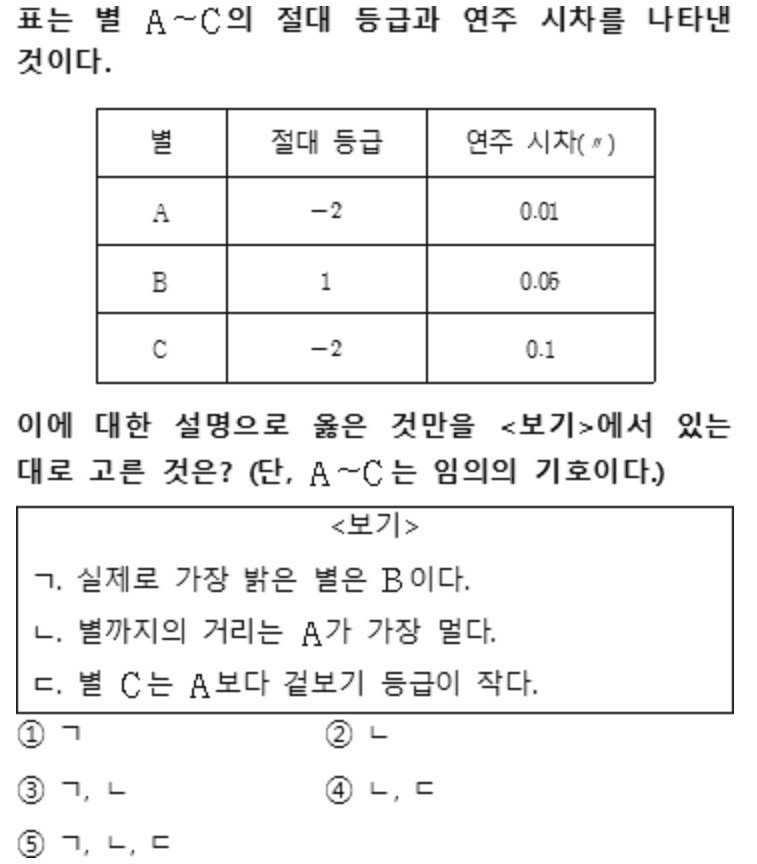 표는 별 A~C의 절대 등급과 연주 시차를 나타낸
것이다.
별 절대 등급 연주 시차(″)
A −2 0.01
B 1 0.05
C −2 0.1
이에 대한 설명으로 옳은 것만을 <보기>에서 있는
대로 고른 것은? (단, A~C는 임의의 기호이다.)
<보기>
ㄱ. 실제로 가장 밝은 별은 B이다.
ㄴ. 별까지의 거리는 A가 가장 멀다.
ㄷ. 별 C는 A보다 겉보기 등급이 작다.
① ㄱ ② ㄴ
③ ㄱ, ㄴ ④ ㄴ, ㄷ
⑤ ㄱ, ㄴ, ㄷ